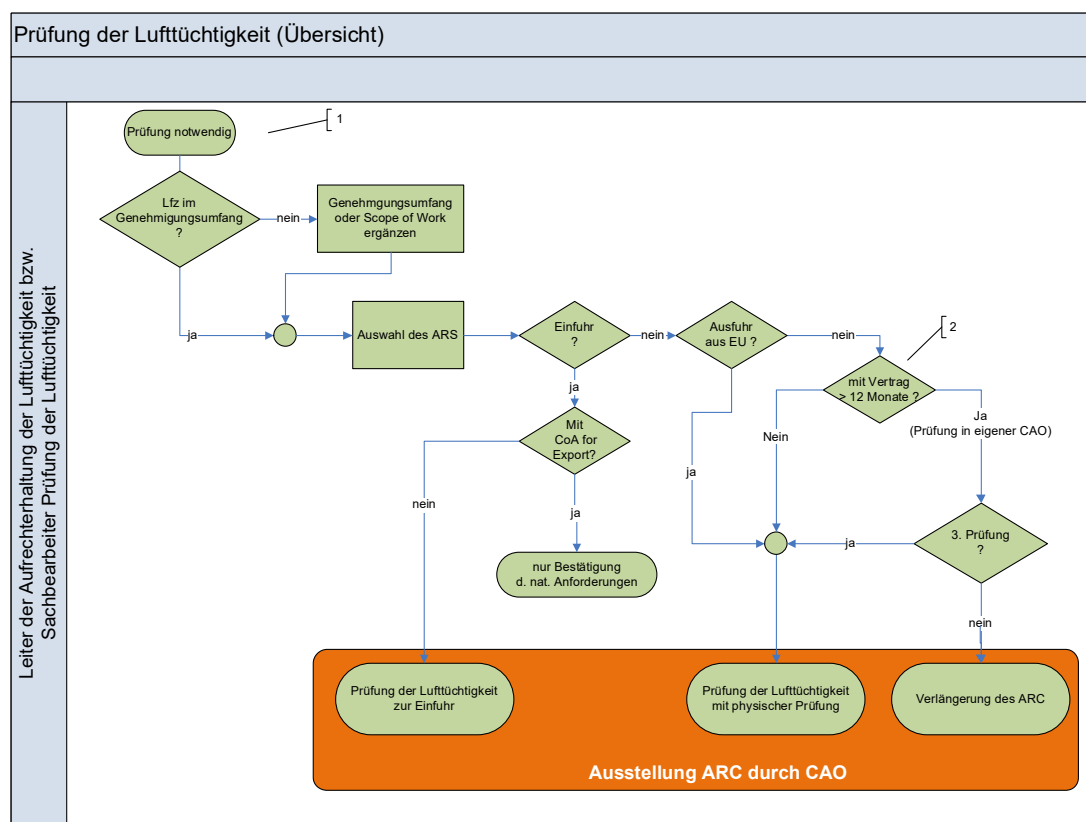 Prüfung der Lufttüchtigkeit (Übersicht)
Leiter der Aufrechterhaltung der Lufttüchtigkeit bzw.
Sachbearbeiter Prüfung der Lufttüchtigkeit
Prüfung notwendig
1
Lfz im
Genehmigungsumfang
?
nein
Genehmgungsumfang
oder Scope of Work
ergänzen
ja
Auswahl des ARS
Einfuhr
?
nein
Ausfuhr
aus EU ?
nein
2
mit Vertrag
> 12 Monate ?
ja
Mit
CoA for
Export?
Nein
Ja
(Prüfung in eigener CAO)
nein
ja
ja
3. Prüfung
?
ja
nur Bestätigung
d. nat. Anforderungen
nein
Prüfung der Lufttüchtigkeit
zur Einfuhr
Prüfung der Lufttüchtigkeit
mit physischer Prüfung
Verlängerung des ARC
Ausstellung ARC durch CAO